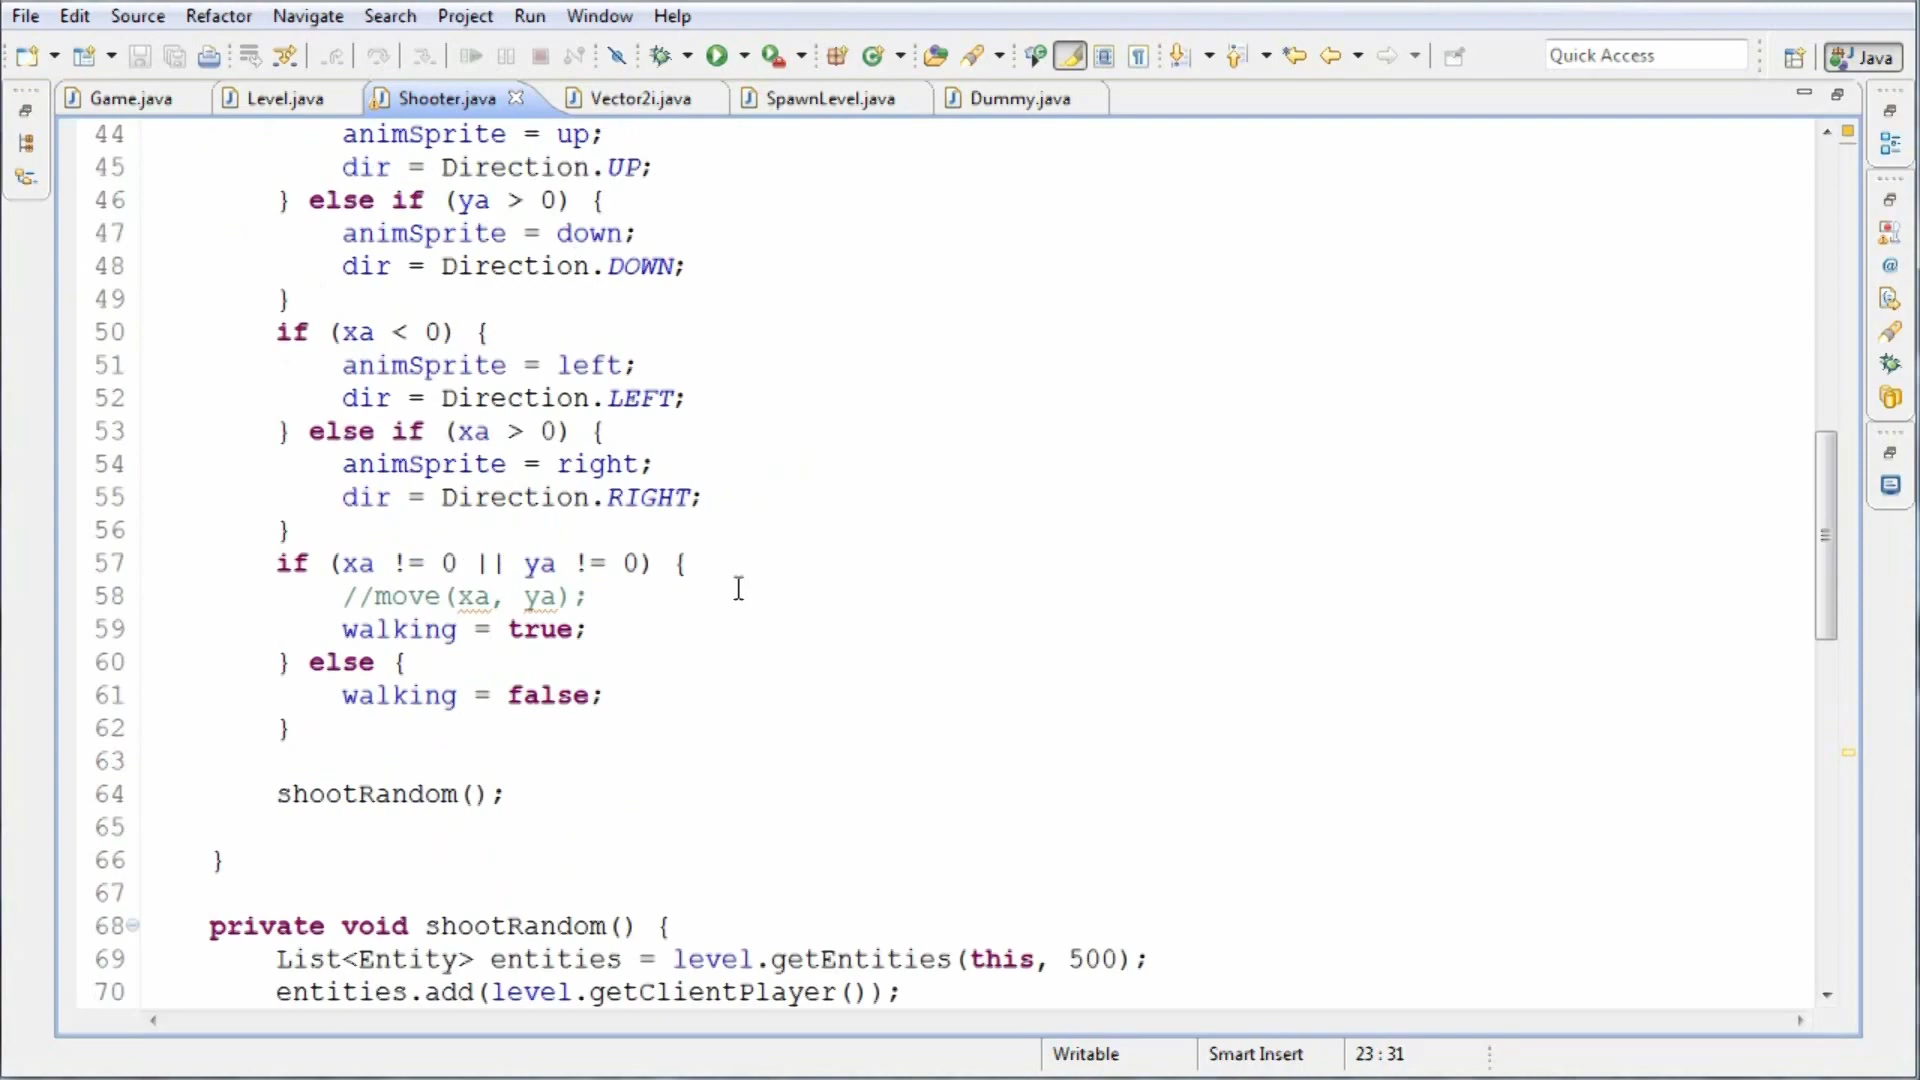 File Edit Source Refactor Navigate Search Project Run Window Help
Quick Access
Java
Game.java Level.java Shooter.java Vector2i.java SpawnLevel.java Dummy.java
44 animSprite = up;
45 dir = Direction.UP;
46 } else if (ya > 0) {
47 animSprite = down;
48 dir = Direction.DOWN;
49 }
50 if (xa < 0) {
51 animSprite = left;
52 dir = Direction.LEFT;
53 } else if (xa > 0) {
54 animSprite = right;
55 dir = Direction.RIGHT;
56 }
57 if (xa != 0 || ya != 0) {
58 //move(xa, ya);
59 walking = true;
60 } else {
61 walking = false;
62 }
63
64 shootRandom();
65
66 }
67
68 private void shootRandom() {
69 List<Entity> entities = level.getEntities(this, 500);
70 entities.add(level.getClientPlayer());
Writable Smart Insert 23 : 31